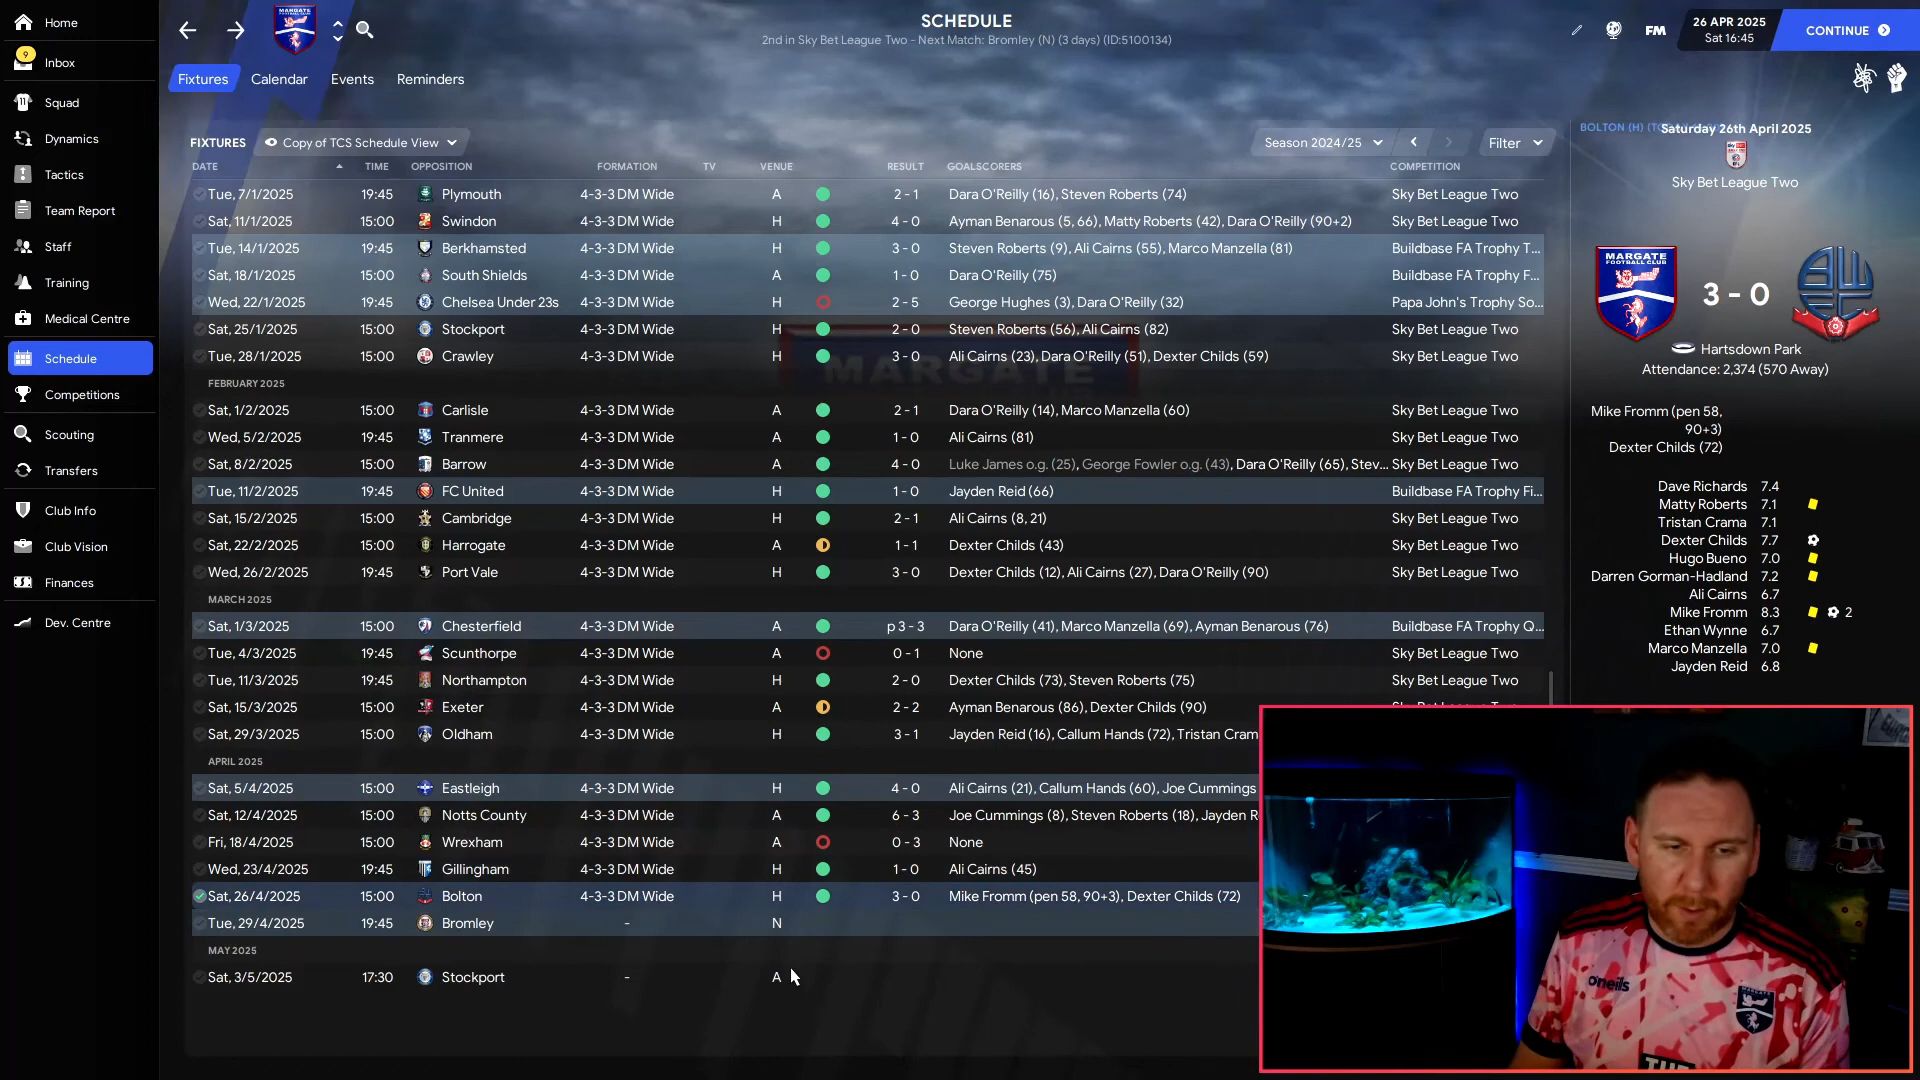 Home
Inbox
9
Squad
Dynamics
Tactics
Team Report
Staff
Training
Medical Centre
Schedule
Competitions
Scouting
Transfers
Club Info
Club Vision
Finances
Dev. Centre
SCHEDULE
2nd in Sky Bet League Two - Next Match: Bromley (N) (3 days) (ID:5100134)
FM
26 APR 2025
Sat 16:45
CONTINUE
Fixtures Calendar Events Reminders
FIXTURES Copy of TCS Schedule View Season 2024/25 Filter
DATE TIME OPPOSITION FORMATION TV VENUE RESULT GOALSCORERS COMPETITION
Tue, 7/1/2025 19:45 Plymouth 4-3-3 DM Wide A 2 - 1 Dara O'Reilly (16), Steven Roberts (74) Sky Bet League Two
Sat, 11/1/2025 15:00 Swindon 4-3-3 DM Wide H 4 - 0 Ayman Benarous (5, 66), Matty Roberts (42), Dara O'Reilly (90+2) Sky Bet League Two
Tue, 14/1/2025 19:45 Berkhamsted 4-3-3 DM Wide H 3 - 0 Steven Roberts (9), Ali Cairns (55), Marco Manzella (81) Buildbase FA Trophy T...
Sat, 18/1/2025 15:00 South Shields 4-3-3 DM Wide A 1 - 0 Dara O'Reilly (75) Buildbase FA Trophy F...
Wed, 22/1/2025 19:45 Chelsea Under 23s 4-3-3 DM Wide H 2 - 5 George Hughes (3), Dara O'Reilly (32) Papa John's Trophy So...
Sat, 25/1/2025 15:00 Stockport 4-3-3 DM Wide H 2 - 0 Steven Roberts (56), Ali Cairns (82) Sky Bet League Two
Tue, 28/1/2025 15:00 Crawley 4-3-3 DM Wide H 3 - 0 Ali Cairns (23), Dara O'Reilly (51), Dexter Childs (59) Sky Bet League Two
FEBRUARY 2025
Sat, 1/2/2025 15:00 Carlisle 4-3-3 DM Wide A 2 - 1 Dara O'Reilly (14), Marco Manzella (60) Sky Bet League Two
Wed, 5/2/2025 19:45 Tranmere 4-3-3 DM Wide A 1 - 0 Ali Cairns (81) Sky Bet League Two
Sat, 8/2/2025 15:00 Barrow 4-3-3 DM Wide A 4 - 0 Luke James o.g. (25), George Fowler o.g. (43), Dara O'Reilly (65), Stev... Sky Bet League Two
Tue, 11/2/2025 19:45 FC United 4-3-3 DM Wide H 1 - 0 Jayden Reid (66) Buildbase FA Trophy Fi...
Sat, 15/2/2025 15:00 Cambridge 4-3-3 DM Wide H 2 - 1 Ali Cairns (8, 21) Sky Bet League Two
Sat, 22/2/2025 15:00 Harrogate 4-3-3 DM Wide A 1 - 1 Dexter Childs (43) Sky Bet League Two
Wed, 26/2/2025 19:45 Port Vale 4-3-3 DM Wide H 3 - 0 Dexter Childs (12), Ali Cairns (27), Dara O'Reilly (90) Sky Bet League Two
MARCH 2025
Sat, 1/3/2025 15:00 Chesterfield 4-3-3 DM Wide A p 3 - 3 Dara O'Reilly (41), Marco Manzella (69), Ayman Benarous (76) Buildbase FA Trophy Q...
Tue, 4/3/2025 19:45 Scunthorpe 4-3-3 DM Wide A 0 - 1 None Sky Bet League Two
Tue, 11/3/2025 19:45 Northampton 4-3-3 DM Wide H 2 - 0 Dexter Childs (73), Steven Roberts (75) Sky Bet League Two
Sat, 15/3/2025 15:00 Exeter 4-3-3 DM Wide A 2 - 2 Ayman Benarous (86), Dexter Childs (90) Sky Bet League Two
Sat, 29/3/2025 15:00 Oldham 4-3-3 DM Wide H 3 - 1 Jayden Reid (16), Callum Hands (72), Tristan Cram
APRIL 2025
Sat, 5/4/2025 15:00 Eastleigh 4-3-3 DM Wide H 4 - 0 Ali Cairns (21), Callum Hands (60), Joe Cummings
Sat, 12/4/2025 15:00 Notts County 4-3-3 DM Wide A 6 - 3 Joe Cummings (8), Steven Roberts (18), Jayden R
Fri, 18/4/2025 15:00 Wrexham 4-3-3 DM Wide A 0 - 3 None
Wed, 23/4/2025 19:45 Gillingham 4-3-3 DM Wide H 1 - 0 Ali Cairns (45)
Sat, 26/4/2025 15:00 Bolton 4-3-3 DM Wide H 3 - 0 Mike Fromm (pen 58, 90+3), Dexter Childs (72)
Tue, 29/4/2025 19:45 Bromley - N
MAY 2025
Sat, 3/5/2025 17:30 Stockport - A
MARGATE
BOLTON (H)
Saturday 26th April 2025
Sky Bet League Two
MARGATE
FOOTBALL CLUB
3 - 0
Hartsdown Park
Attendance: 2,374 (570 Away)
Mike Fromm (pen 58,
90+3)
Dexter Childs (72)
Dave Richards 7.4
Matty Roberts 7.1
Tristan Crama 7.1
Dexter Childs 7.7
Hugo Bueno 7.0
Darren Gorman-Hadland 7.2
Ali Cairns 6.7
Mike Fromm 8.3 2
Ethan Wynne 6.7
Marco Manzella 7.0
Jayden Reid 6.8
oneills